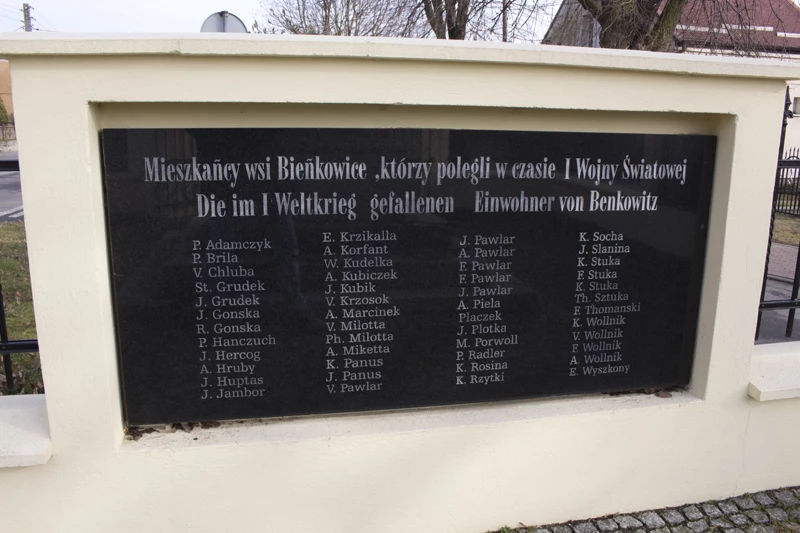 Mieszkañcy wsi Bieñkowice ,którzy polegli w czasie I Wojny Światowej
Die im I Weltkrieg gefallenen Einwohner von Benkowitz
P. Adamczyk
P. Brila
V. Chluba
St. Grudek
J. Grudek
J. Gonska
R. Gonska
P. Hanczuch
J. Hercog
A. Hruby
J. Huptas
J. Jambor
E. Krzikalla
A. Korfant
W. Kudelka
A. Kubiczek
J. Kubik
V. Krzosok
A. Marcinek
V. Milotta
Ph. Milotta
A. Miketta
K. Panus
J. Panus
V. Pawlar
J. Pawlar
A. Pawlar
F. Pawlar
F. Pawlar
J. Pawlar
A. Piela
Placzek
J. Plotka
M. Porwoll
P. Radler
K. Rosina
K. Rzytki
K. Socha
J. Slanina
K. Stuka
F. Stuka
K. Stuka
Th. Sztuka
F. Thomanski
K. Wollnik
V. Wollnik
F. Wollnik
A. Wollnik
E. Wyszkony